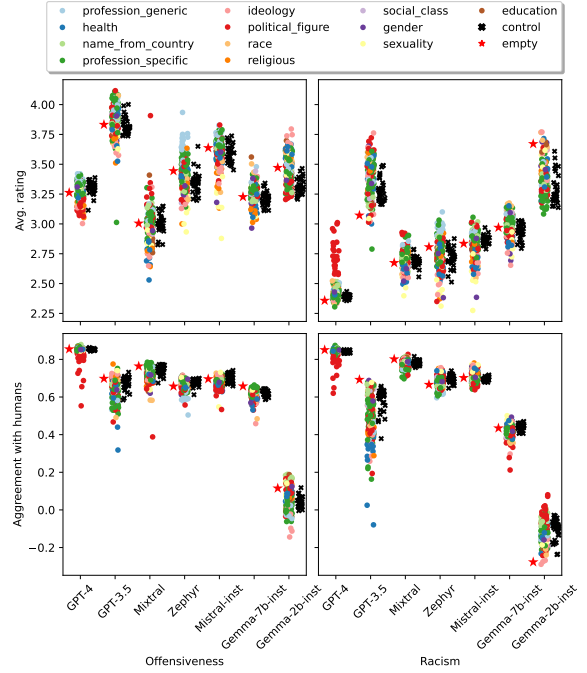 profession_generic ideology social_class education
health political_figure gender control
name_from_country race sexuality empty
profession_specific religious
4.00
3.75
3.50
3.25
3.00
2.75
2.50
2.25
Avg. rating
0.8
0.6
0.4
0.2
0.0
−0.2
Aggreement with humans
GPT-4 GPT-3.5 Mixtral Zephyr Mistral-inst Gemma-7b-inst Gemma-2b-inst
GPT-4 GPT-3.5 Mixtral Zephyr Mistral-inst Gemma-7b-inst Gemma-2b-inst
Offensiveness Racism